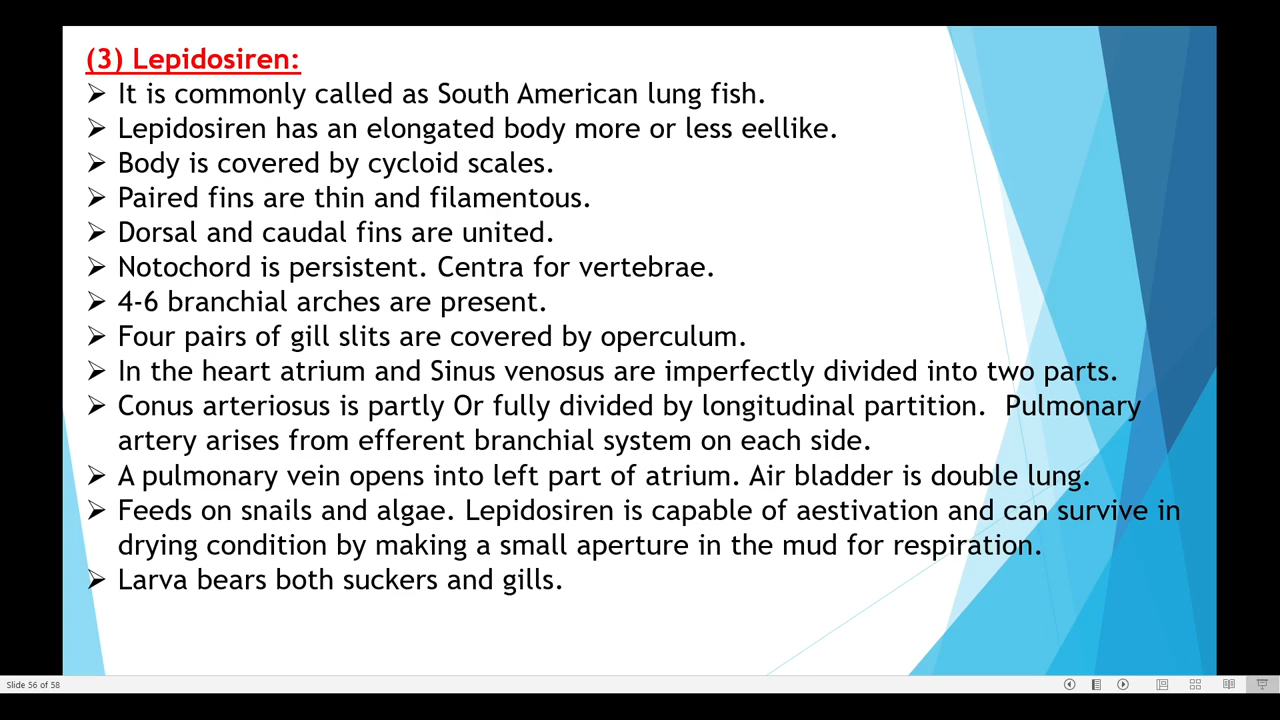 (3) Lepidosiren:
➢ It is commonly called as South American lung fish.
➢ Lepidosiren has an elongated body more or less eellike.
➢ Body is covered by cycloid scales.
➢ Paired fins are thin and filamentous.
➢ Dorsal and caudal fins are united.
➢ Notochord is persistent. Centra for vertebrae.
➢ 4-6 branchial arches are present.
➢ Four pairs of gill slits are covered by operculum.
➢ In the heart atrium and Sinus venosus are imperfectly divided into two parts.
➢ Conus arteriosus is partly Or fully divided by longitudinal partition.  Pulmonary
artery arises from efferent branchial system on each side.
➢ A pulmonary vein opens into left part of atrium. Air bladder is double lung.
➢ Feeds on snails and algae. Lepidosiren is capable of aestivation and can survive in
drying condition by making a small aperture in the mud for respiration.
➢ Larva bears both suckers and gills.
Slide 56 of 58